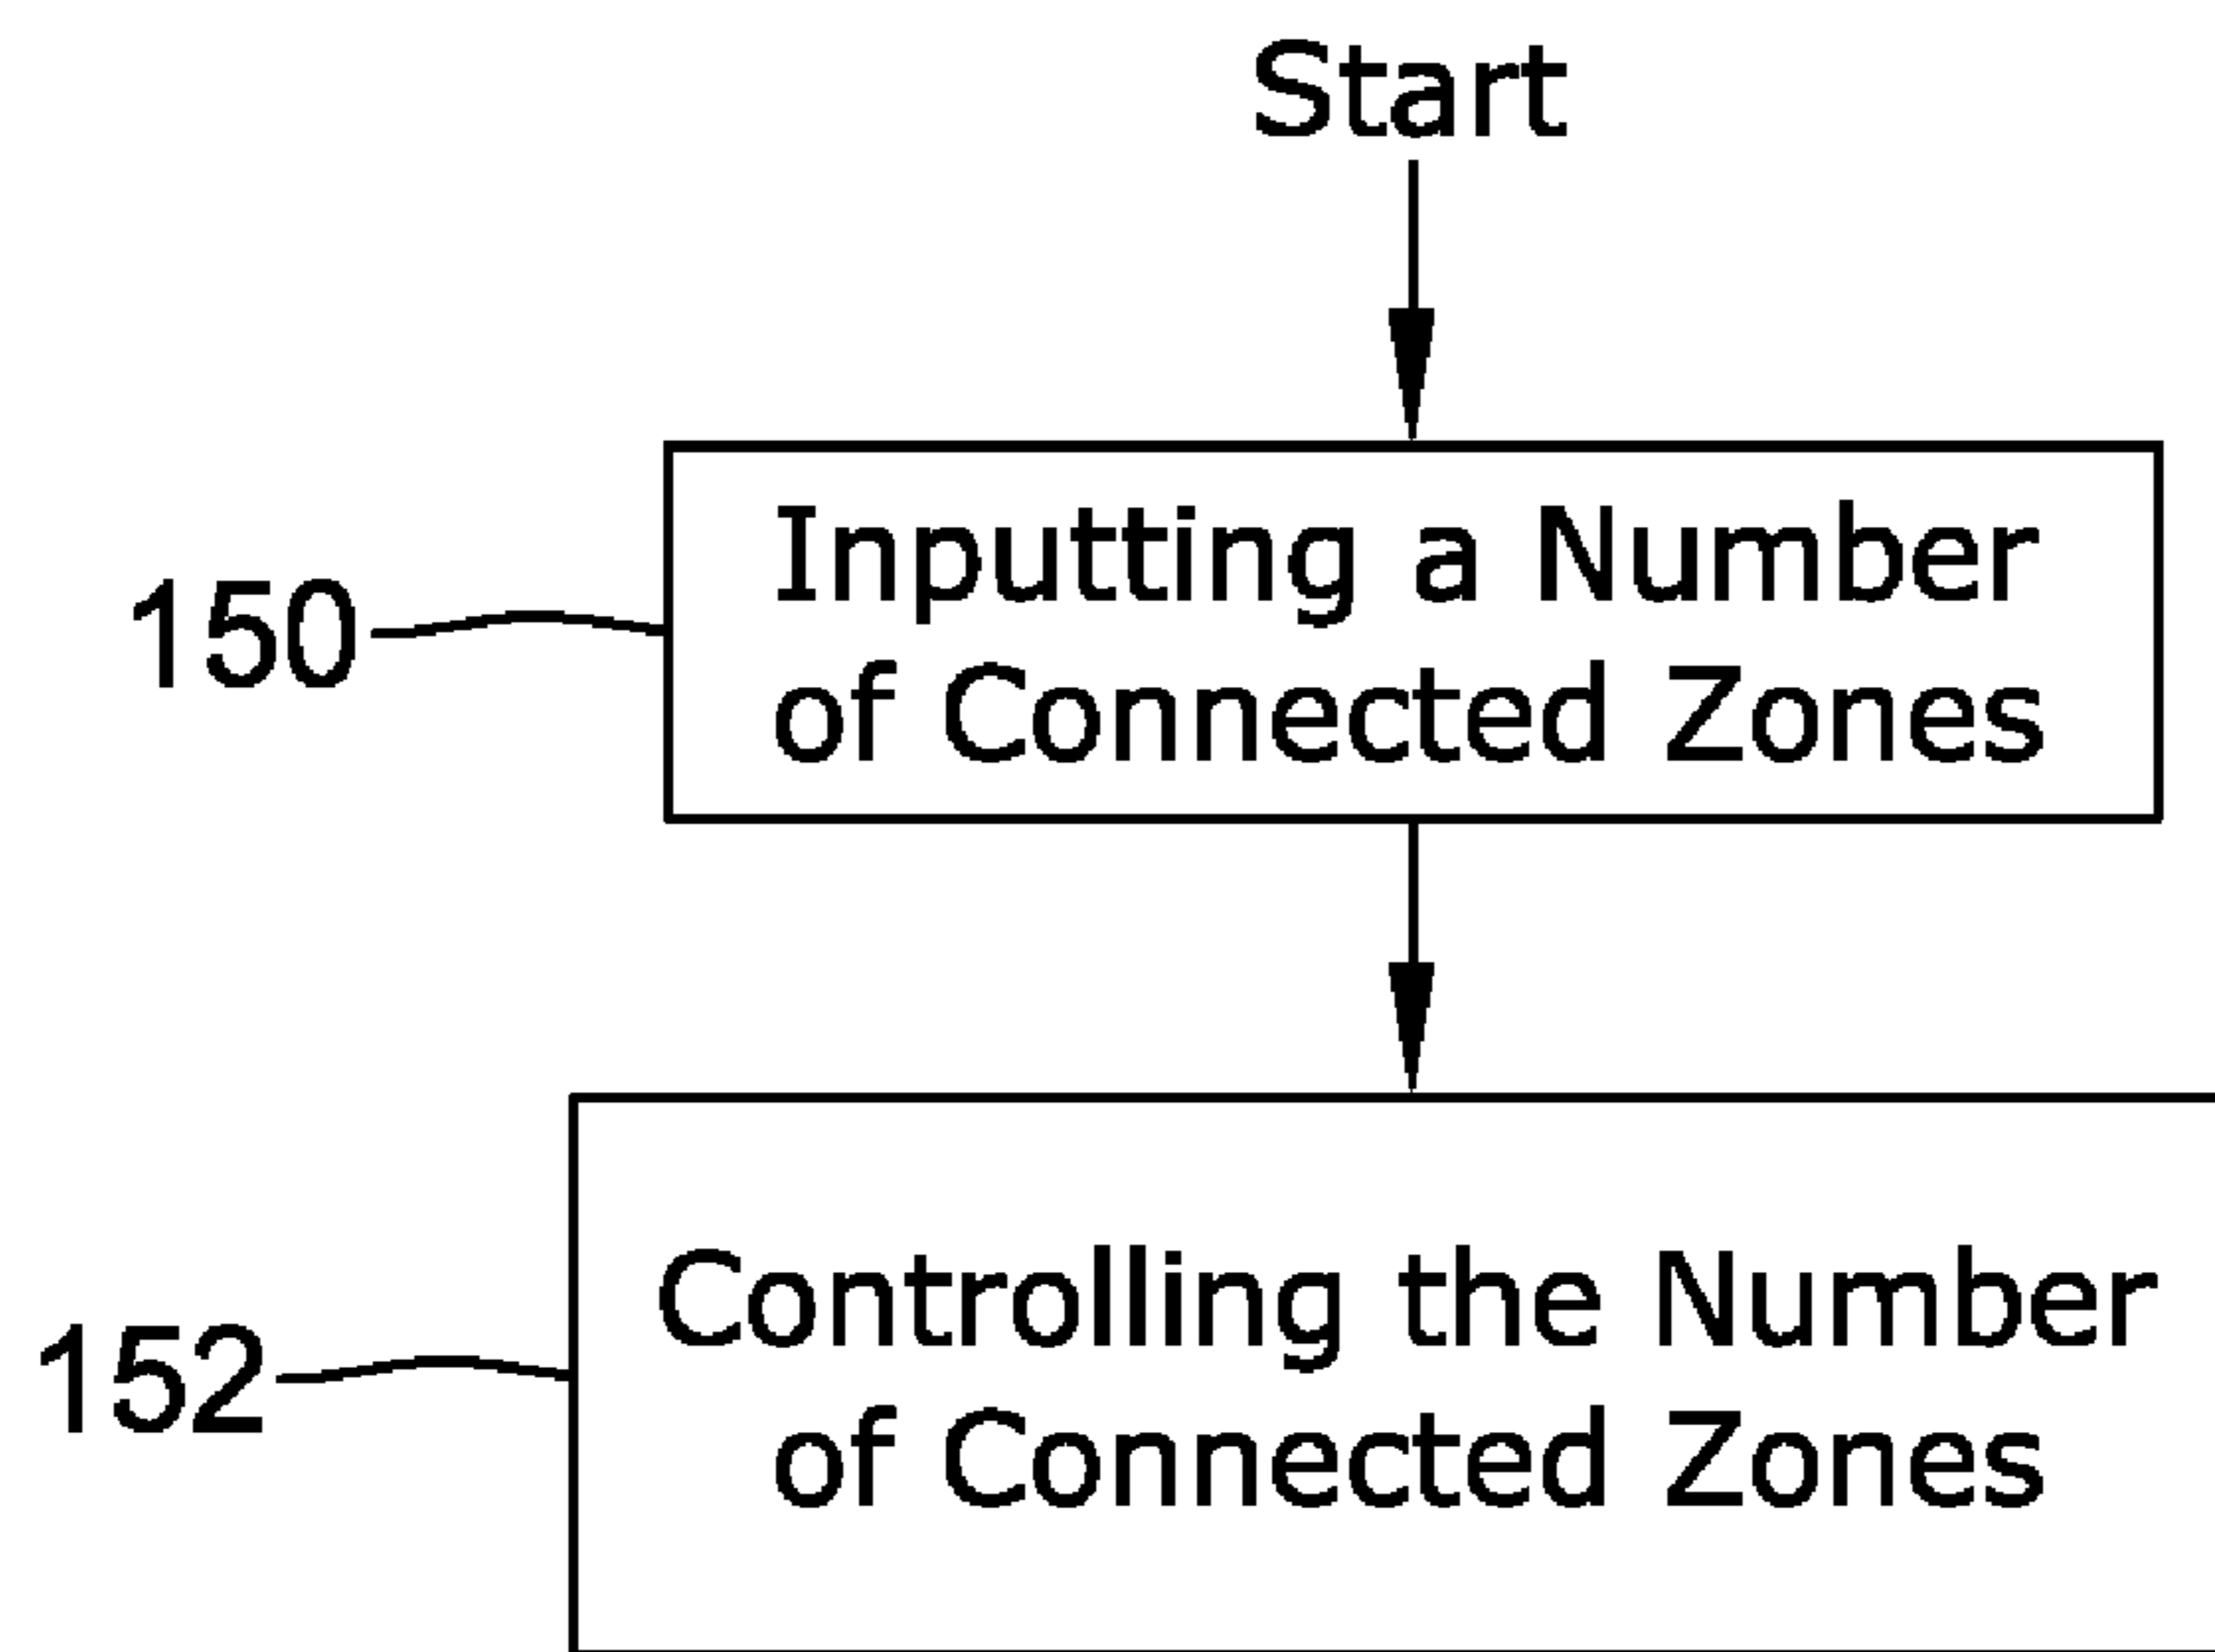 Start
150
Inputting a Number
of Connected Zones
152
Controlling the Number
of Connected Zones